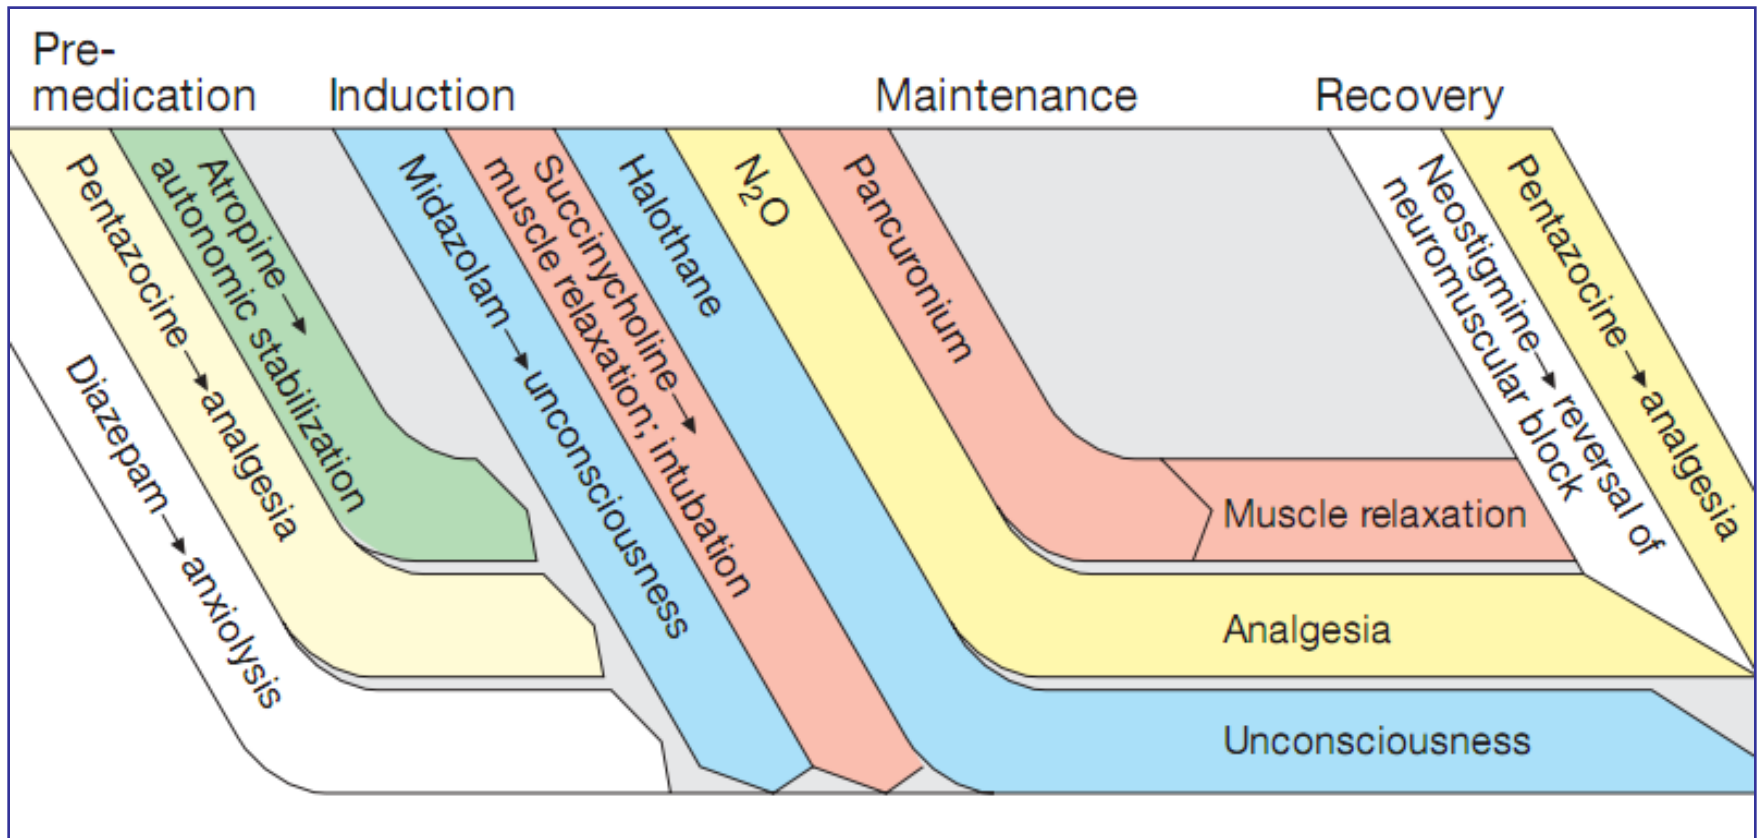 Pre-
medication
Induction
Maintenance
Recovery
Diazepam → anxiolysis
Pentazocine → analgesia
Atropine →
autonomic stabilization
Midazolam → unconsciousness
Succinycholine →
muscle relaxation; intubation
Halothane
N₂O
Pancuronium
Neostigmine → reversal of
neuromuscular block
Pentazocine → analgesia
Muscle relaxation
Analgesia
Unconsciousness